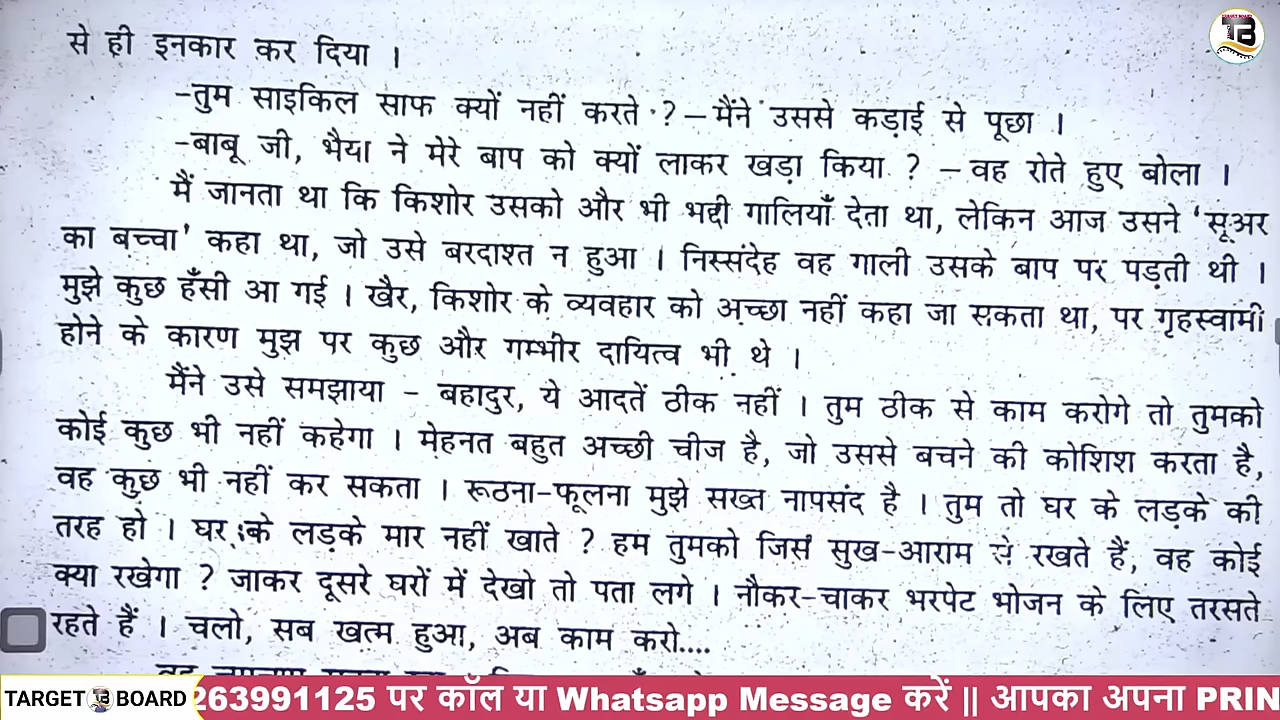 से ही इनकार कर दिया ।
-तुम साइकिल साफ क्यों नहीं करते ? – मैंने उससे कड़ाई से पूछा ।
-बाबू जी, भैया ने मेरे बाप को क्यों लाकर खड़ा किया ? – वह रोते हुए बोला ।
मैं जानता था कि किशोर उसको और भी भद्दी गालियाँ देता था, लेकिन आज उसने ‘सूअर
का बच्चा’ कहा था, जो उसे बरदाश्त न हुआ । निस्संदेह वह गाली उसके बाप पर पड़ती थी ।
मुझे कुछ हँसी आ गई । खैर, किशोर के व्यवहार को अच्छा नहीं कहा जा सकता था, पर गृहस्वामी
होने के कारण मुझ पर कुछ और गम्भीर दायित्व भी थे ।
मैंने उसे समझाया – बहादुर, ये आदतें ठीक नहीं । तुम ठीक से काम करोगे तो तुमको
कोई कुछ भी नहीं कहेगा । मेहनत बहुत अच्छी चीज है, जो उससे बचने की कोशिश करता है,
वह कुछ भी नहीं कर सकता । रूठना-फूलना मुझे सख्त नापसंद है । तुम तो घर के लड़के की
तरह हो । घर के लड़के मार नहीं खाते ? हम तुमको जिस सुख-आराम से रखते हैं, वह कोई
क्या रखेगा ? जाकर दूसरे घरों में देखो तो पता लगे । नौकर-चाकर भरपेट भोजन के लिए तरसते
रहते हैं । चलो, सब खत्म हुआ, अब काम करो....
TARGET TB BOARD 263991125 पर कॉल या Whatsapp Message करें || आपका अपना PRIN